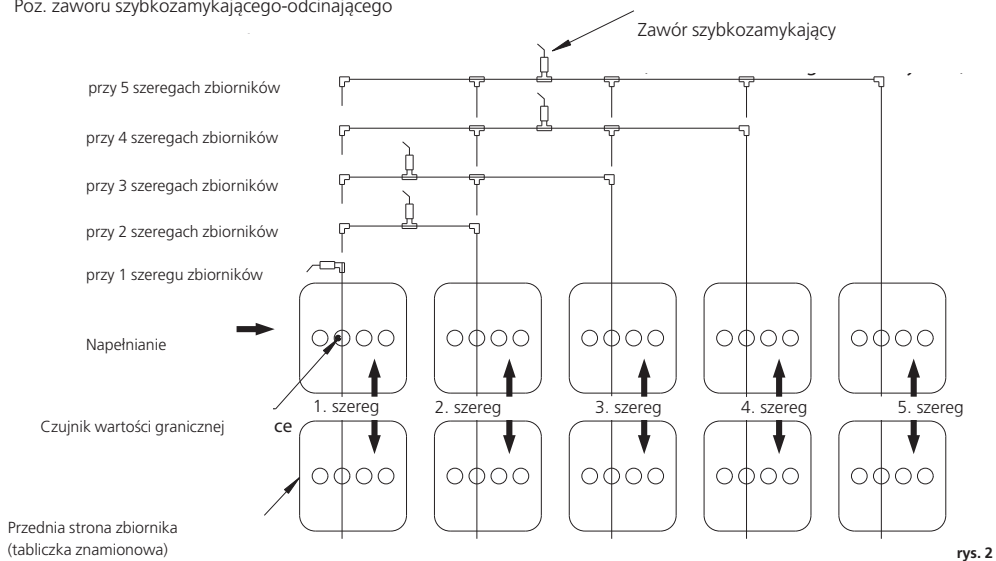 Poz. zaworu szybkozamykającego-odcinającego
Zawór szybkozamykający
przy 5 szeregach zbiorników
przy 4 szeregach zbiorników
przy 3 szeregach zbiorników
przy 2 szeregach zbiorników
przy 1 szeregu zbiorników
Napełnianie
1. szereg 2. szereg 3. szereg 4. szereg 5. szereg
Czujnik wartości granicznej
ce
Przednia strona zbiornika
(tabliczka znamionowa)
rys. 2